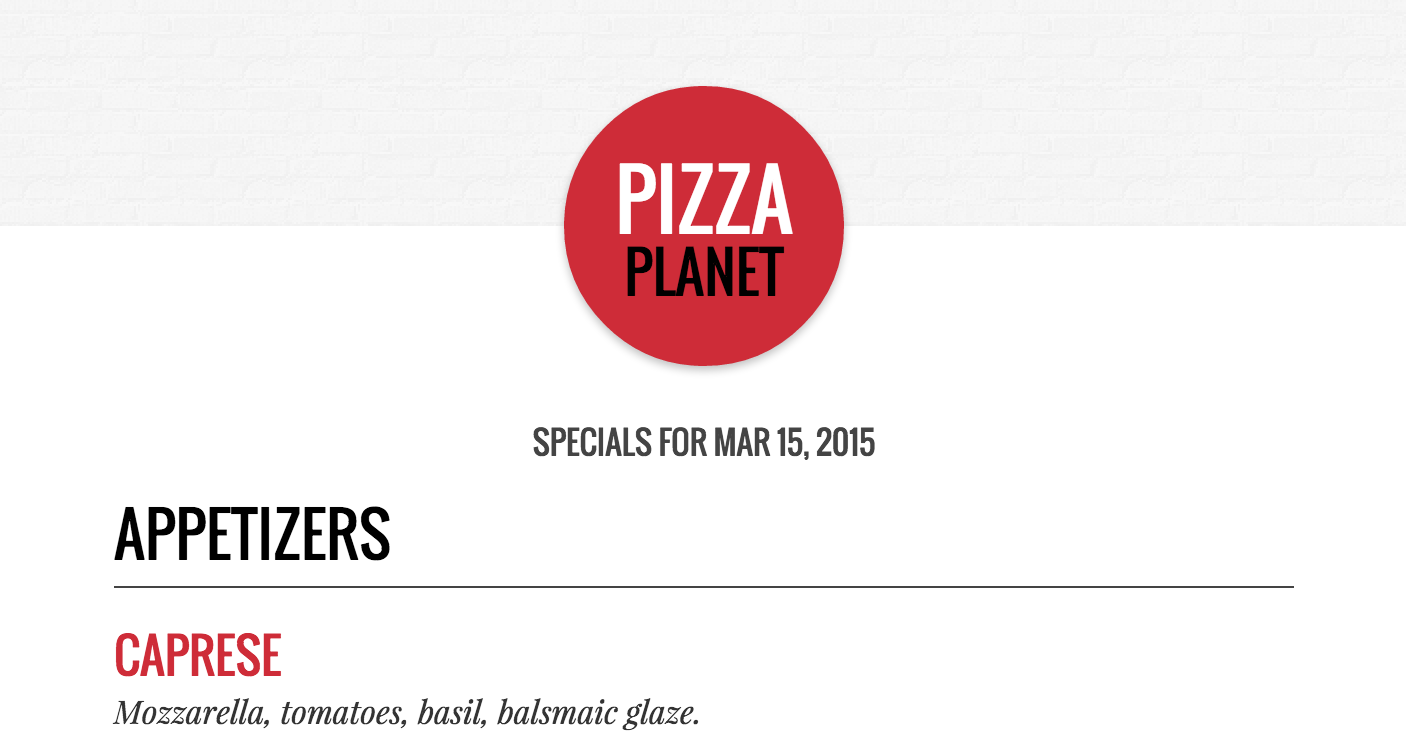 PIZZA
PLANET
SPECIALS FOR MAR 15, 2015
APPETIZERS
CAPRESE
Mozzarella, tomatoes, basil, balsmaic glaze.